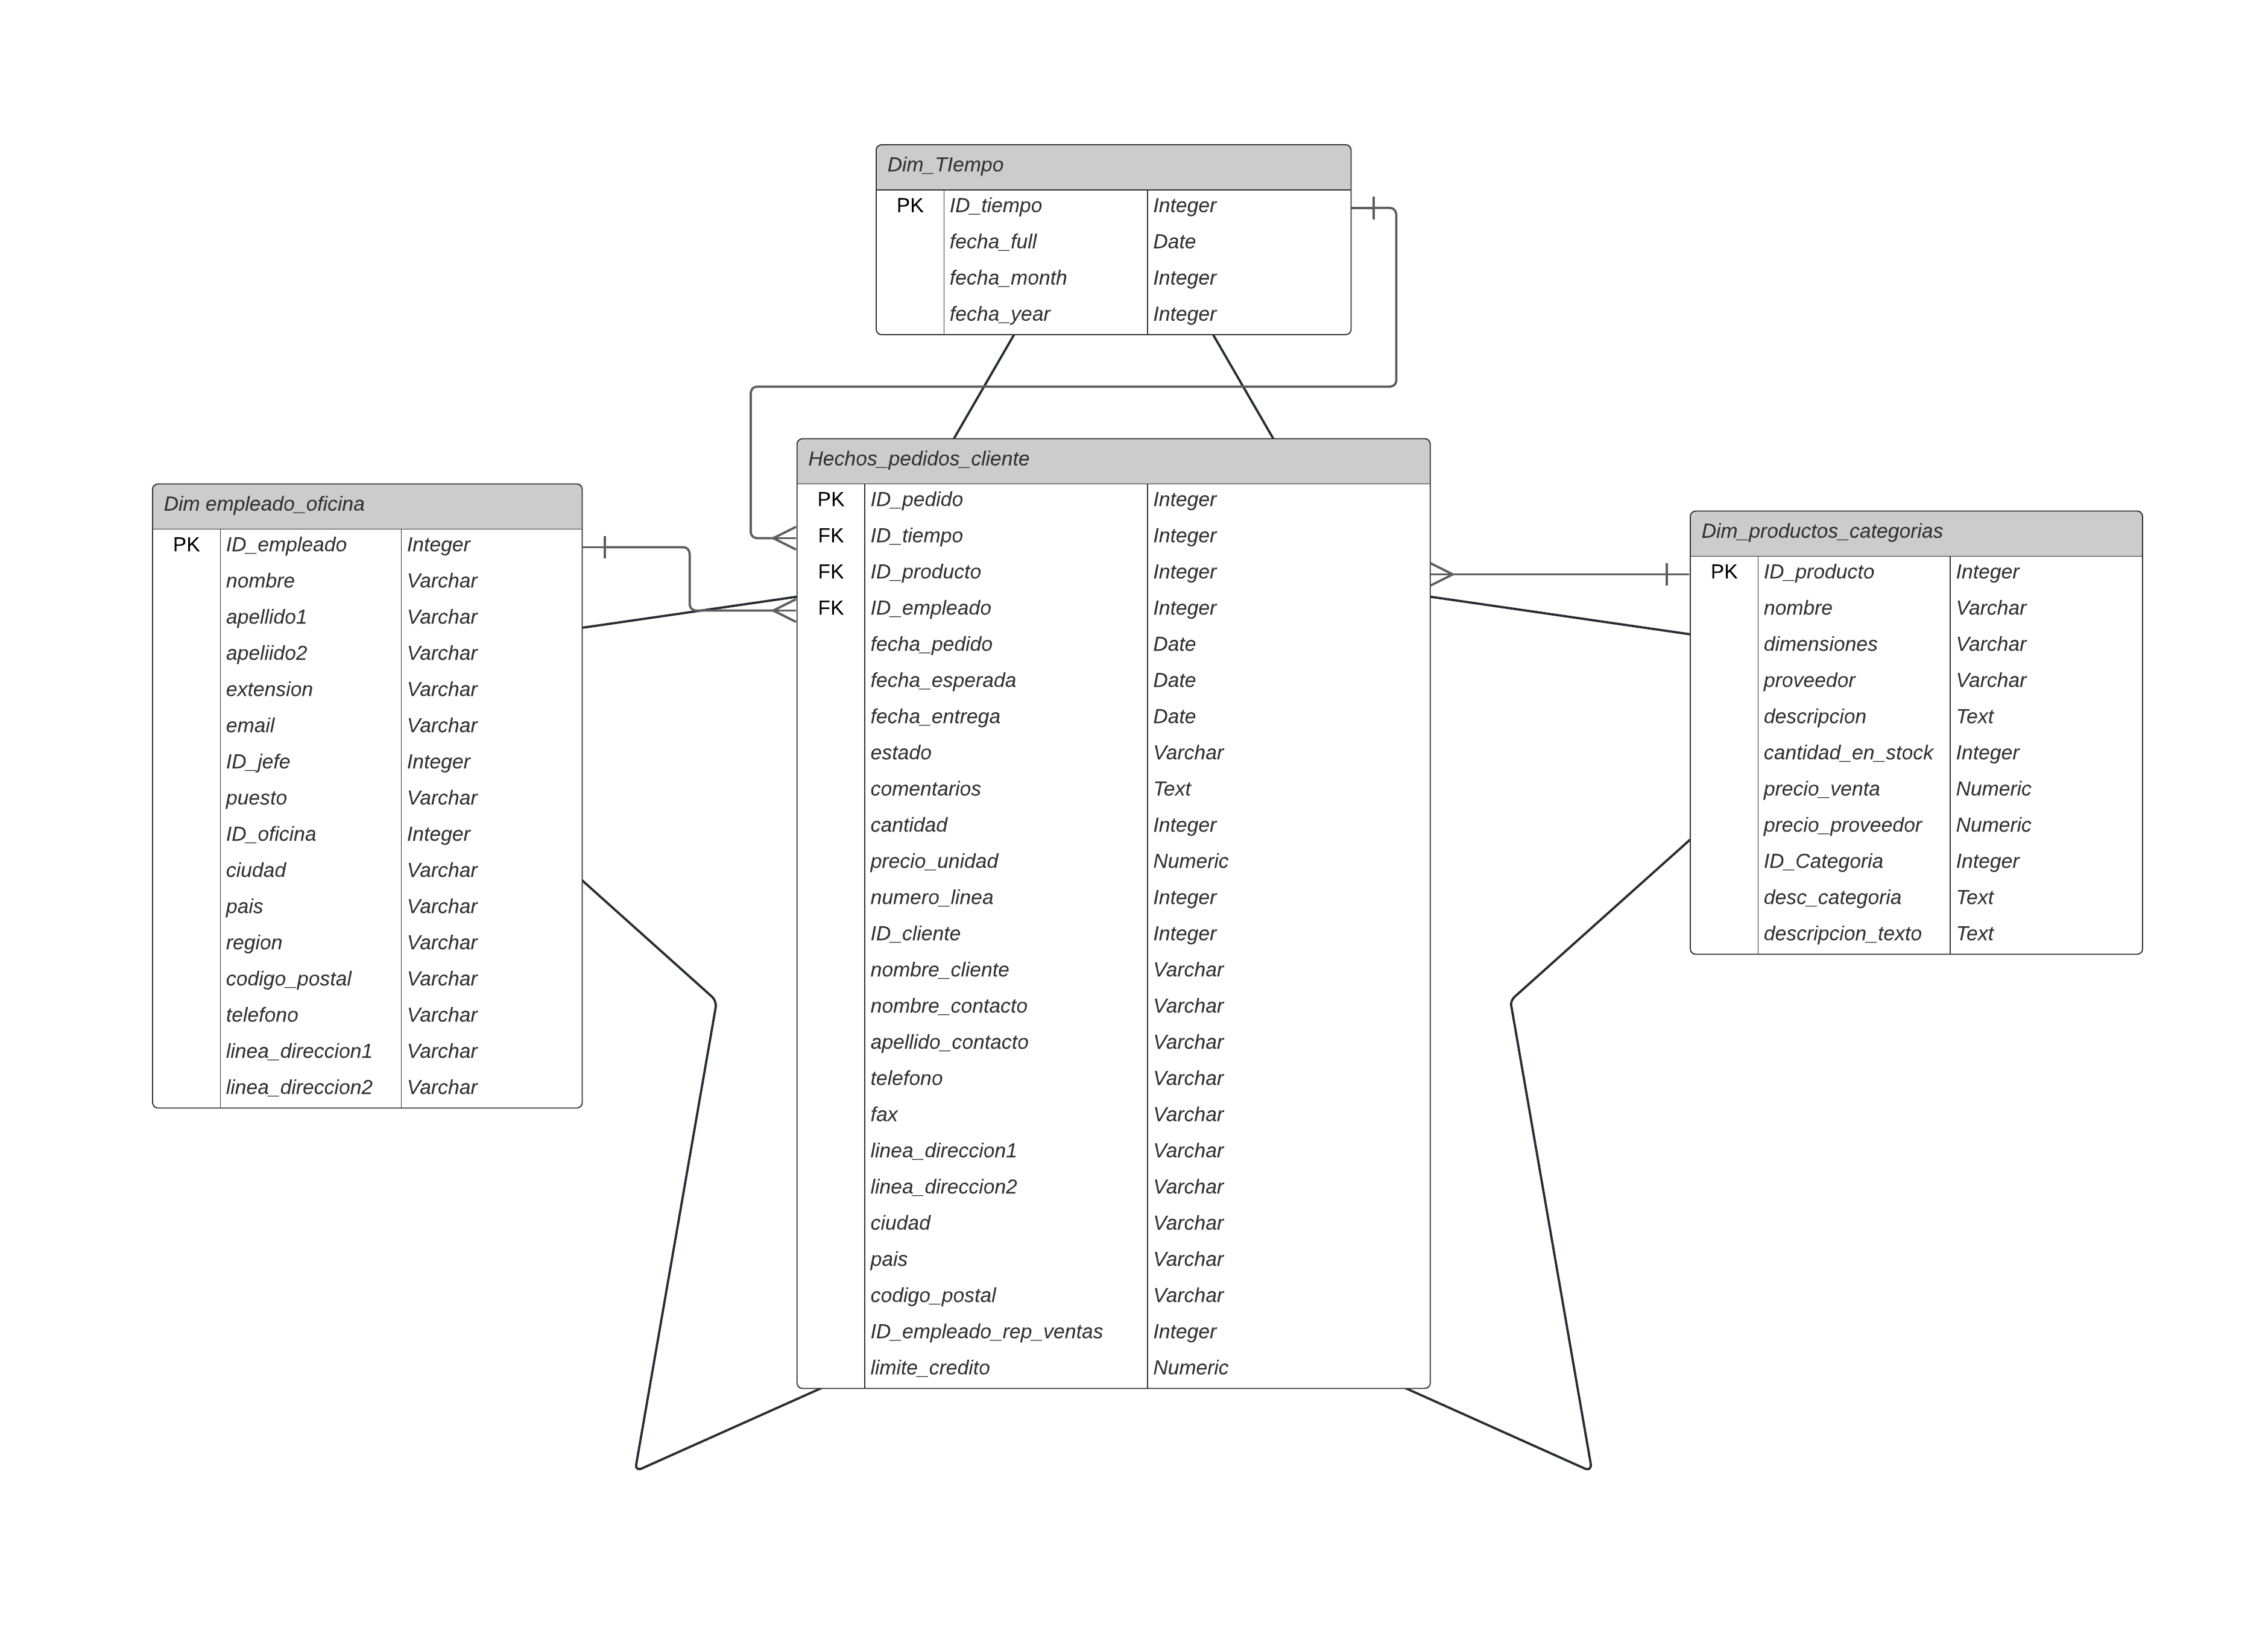 Dim_TIempo
PK ID_tiempo Integer
fecha_full Date
fecha_month Integer
fecha_year Integer
Hechos_pedidos_cliente
PK ID_pedido Integer
FK ID_tiempo Integer
FK ID_producto Integer
FK ID_empleado Integer
fecha_pedido Date
fecha_esperada Date
fecha_entrega Date
estado Varchar
comentarios Text
cantidad Integer
precio_unidad Numeric
numero_linea Integer
ID_cliente Integer
nombre_cliente Varchar
nombre_contacto Varchar
apellido_contacto Varchar
telefono Varchar
fax Varchar
linea_direccion1 Varchar
linea_direccion2 Varchar
ciudad Varchar
pais Varchar
codigo_postal Varchar
ID_empleado_rep_ventas Integer
limite_credito Numeric
Dim empleado_oficina
PK ID_empleado Integer
nombre Varchar
apellido1 Varchar
apeliido2 Varchar
extension Varchar
email Varchar
ID_jefe Integer
puesto Varchar
ID_oficina Integer
ciudad Varchar
pais Varchar
region Varchar
codigo_postal Varchar
telefono Varchar
linea_direccion1 Varchar
linea_direccion2 Varchar
Dim_productos_categorias
PK ID_producto Integer
nombre Varchar
dimensiones Varchar
proveedor Varchar
descripcion Text
cantidad_en_stock Integer
precio_venta Numeric
precio_proveedor Numeric
ID_Categoria Integer
desc_categoria Text
descripcion_texto Text